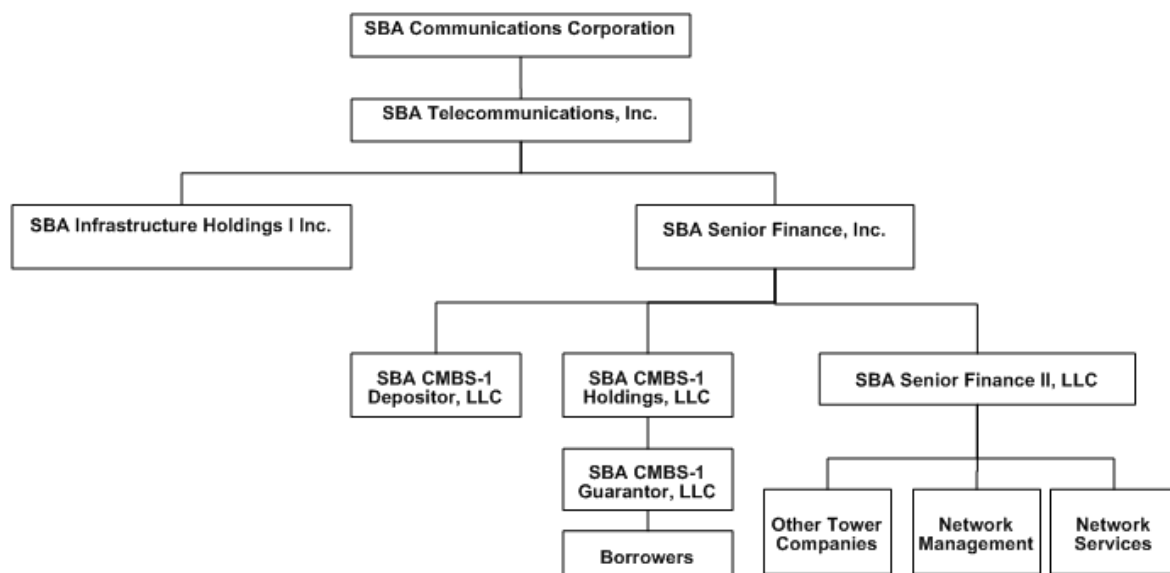 SBA Communications Corporation
SBA Telecommunications, Inc.
SBA Infrastructure Holdings I Inc.
SBA Senior Finance, Inc.
SBA CMBS-1
Depositor, LLC
SBA CMBS-1
Holdings, LLC
SBA Senior Finance II, LLC
SBA CMBS-1
Guarantor, LLC
Borrowers
Other Tower
Companies
Network
Management
Network
Services